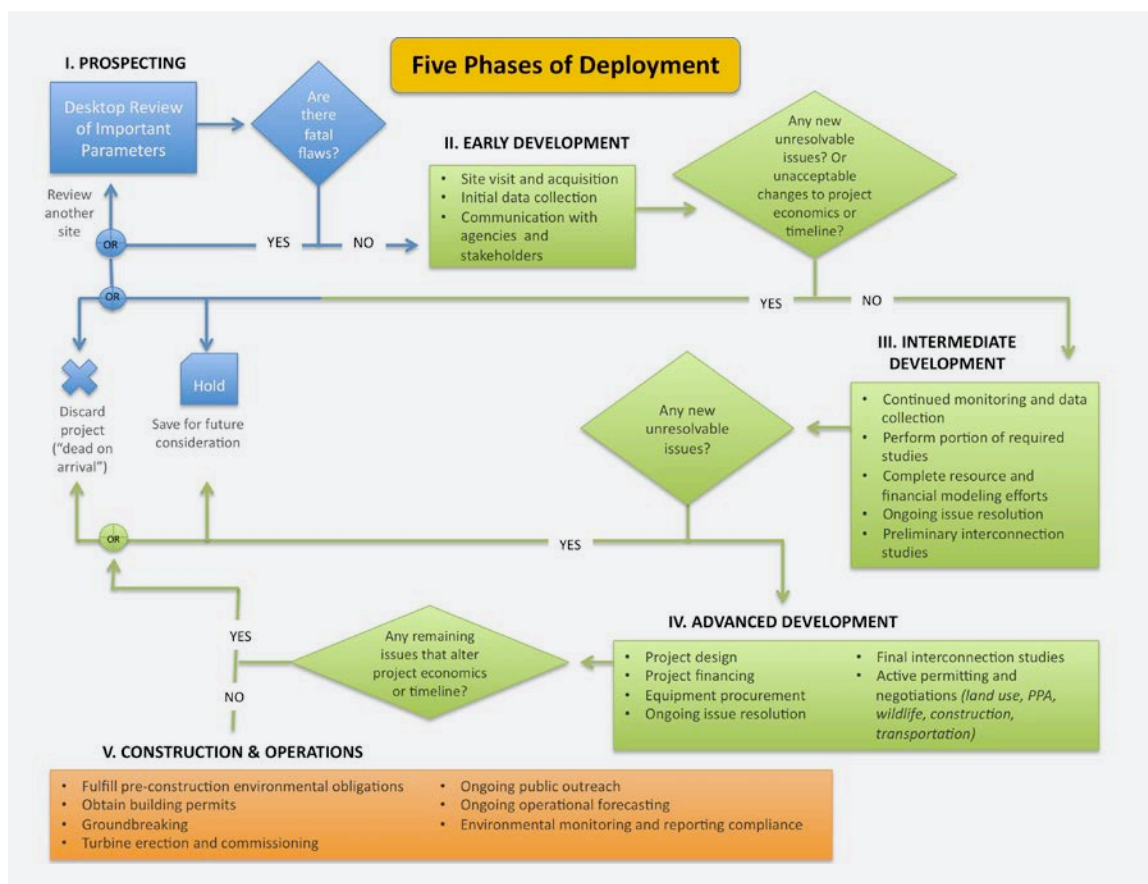 Five Phases of Deployment
I. PROSPECTING
Desktop Review
of Important
Parameters
Are
there
fatal
flaws?
Review
another
site
OR
YES
NO
II. EARLY DEVELOPMENT
• Site visit and acquisition
• Initial data collection
• Communication with
agencies and
stakeholders
Any new
unresolvable
issues? Or
unacceptable
changes to project
economics or
timeline?
OR
YES
NO
Discard
project
("dead on
arrival")
Hold
Save for future
consideration
III. INTERMEDIATE
DEVELOPMENT
• Continued monitoring and data
collection
• Perform portion of required
studies
• Complete resource and
financial modeling efforts
• Ongoing issue resolution
• Preliminary interconnection
studies
Any new
unresolvable
issues?
OR
YES
IV. ADVANCED DEVELOPMENT
• Project design
• Project financing
• Equipment procurement
• Ongoing issue resolution
• Final interconnection studies
• Active permitting and
negotiations (land use, PPA,
wildlife, construction,
transportation)
Any remaining
issues that alter
project economics
or timeline?
YES
NO
V. CONSTRUCTION & OPERATIONS
• Fulfill pre-construction environmental obligations
• Obtain building permits
• Groundbreaking
• Turbine erection and commissioning
• Ongoing public outreach
• Ongoing operational forecasting
• Environmental monitoring and reporting compliance